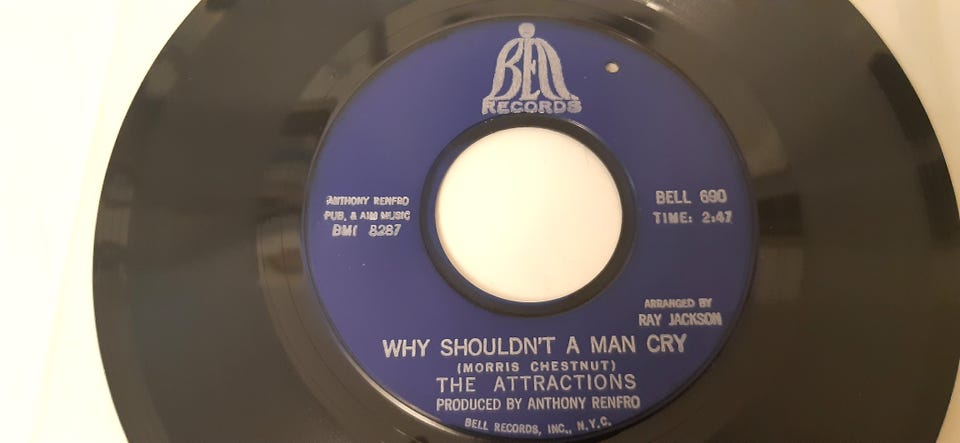 BELL
RECORDS
ANTHONY RENFRO
PUB. & AIM MUSIC
BMI 8287
BELL 690
TIME: 2:47
ARRANGED BY
RAY JACKSON
WHY SHOULDN'T A MAN CRY
(MORRIS CHESTNUT)
THE ATTRACTIONS
PRODUCED BY ANTHONY RENFRO
BELL RECORDS, INC., N.Y.C.